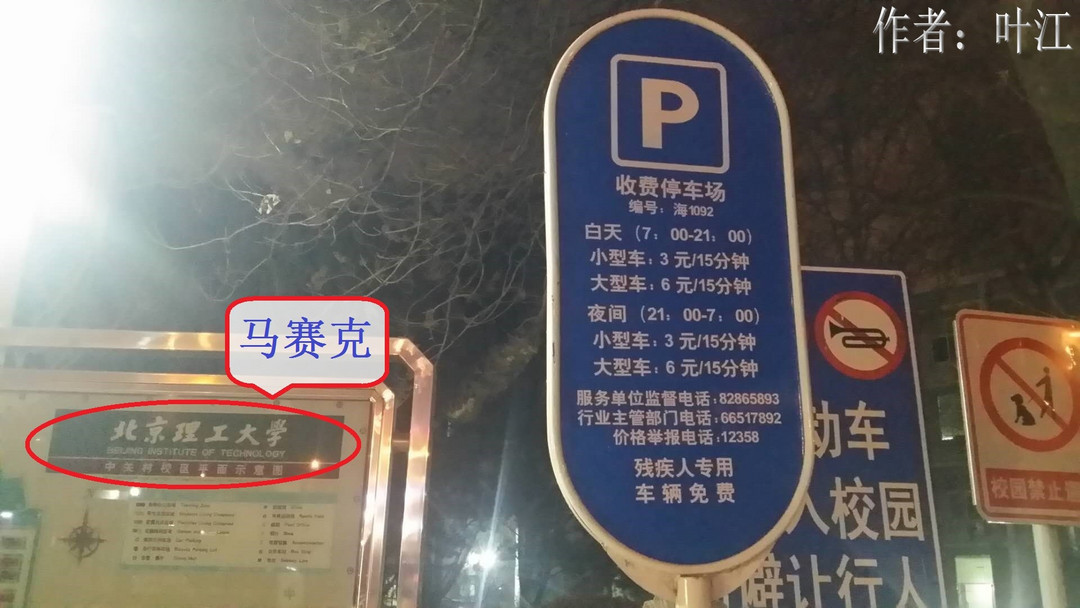 作者：叶江
P
收费停车场
编号：海1092
白天（7：00-21：00）
小型车：3 元/15分钟
大型车：6 元/15分钟
夜间（21：00-7：00）
小型车：3 元/15分钟
大型车：6 元/15分钟
服务单位监督电话：82865893
行业主管部门电话：66517892
价格举报电话：12358
残疾人专用
车辆免费
马赛克
北京理工大学
BEIJING INSTITUTE OF TECHNOLOGY
中关村校区平面示意图
动车
入校园
避让行人
校园禁止